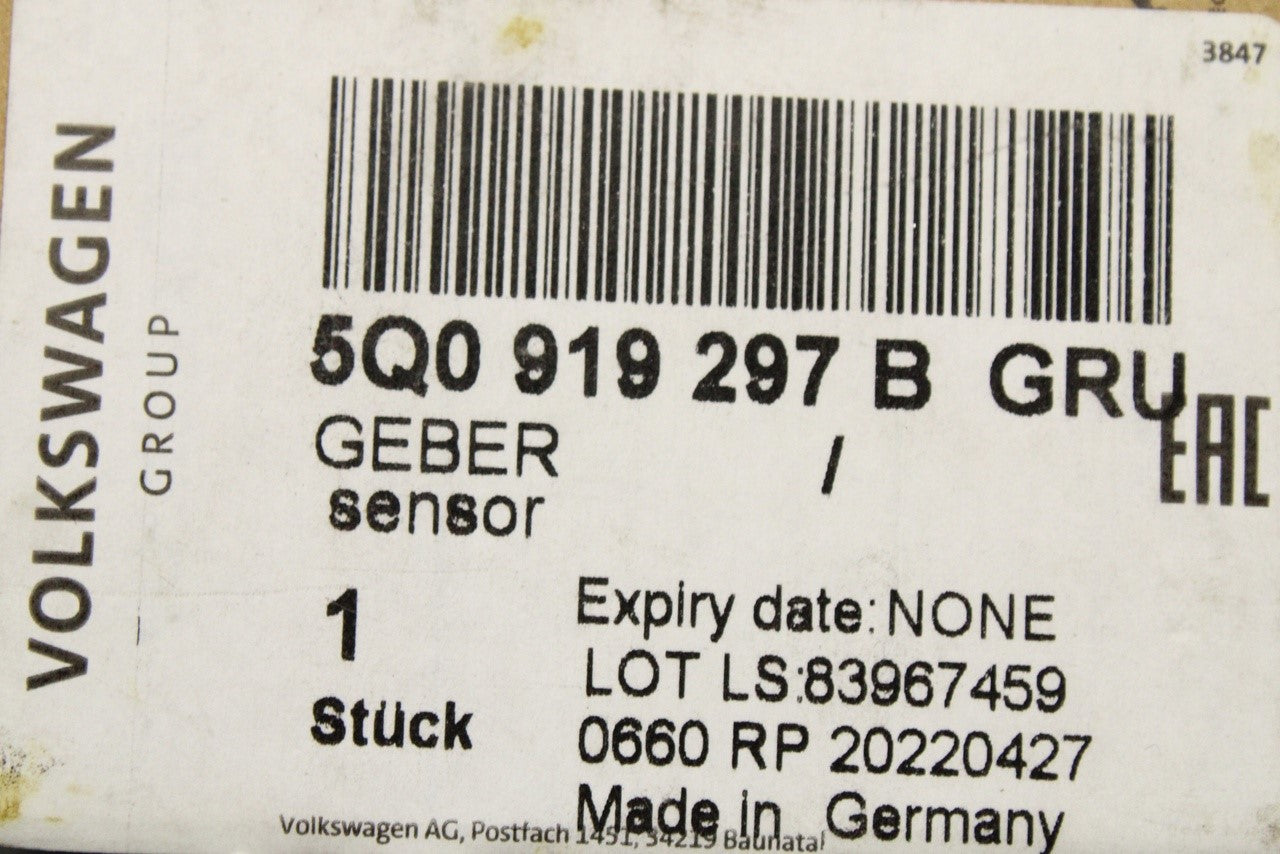 3847
VOLKSWAGEN
GROUP
5Q0 919 297 B GRU
EAC
GEBER /
sensor
1
Stück
Expiry date: NONE
LOT LS:83967459
0660 RP 20220427
Made in Germany
Volkswagen AG, Postfach 1451, 34219 Baunatal